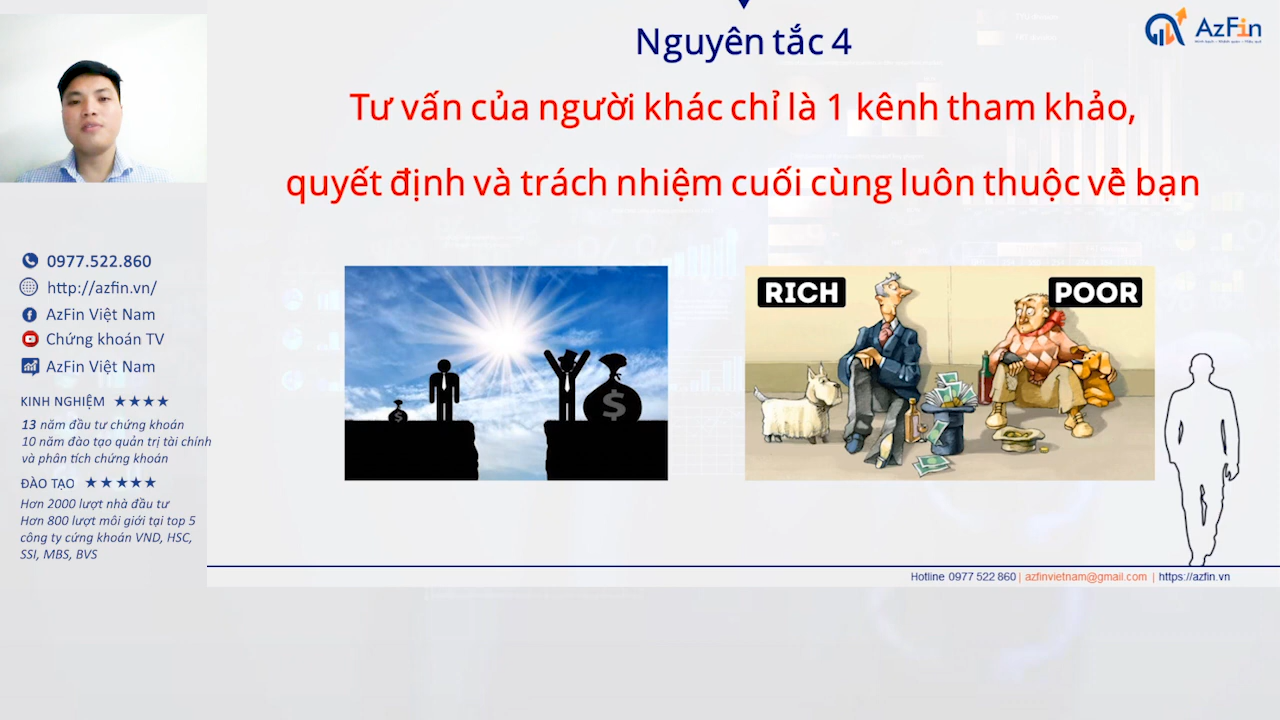 Nguyên tắc 4
AzFin
Tư vấn của người khác chỉ là 1 kênh tham khảo,
quyết định và trách nhiệm cuối cùng luôn thuộc về bạn
0977.522.860
http://azfin.vn/
AzFin Việt Nam
Chứng khoán TV
AzFin Việt Nam
KINH NGHIỆM ★★★★
13 năm đầu tư chứng khoán
10 năm đào tạo quản trị tài chính
và phân tích chứng khoán
ĐÀO TẠO ★★★★★
Hơn 2000 lượt nhà đầu tư
Hơn 800 lượt môi giới tại top 5
công ty cứng khoán VND, HSC,
SSI, MBS, BVS
$
$
RICH
POOR
Hotline 0977 522 860 | azfinvietnam@gmail.com | https://azfin.vn